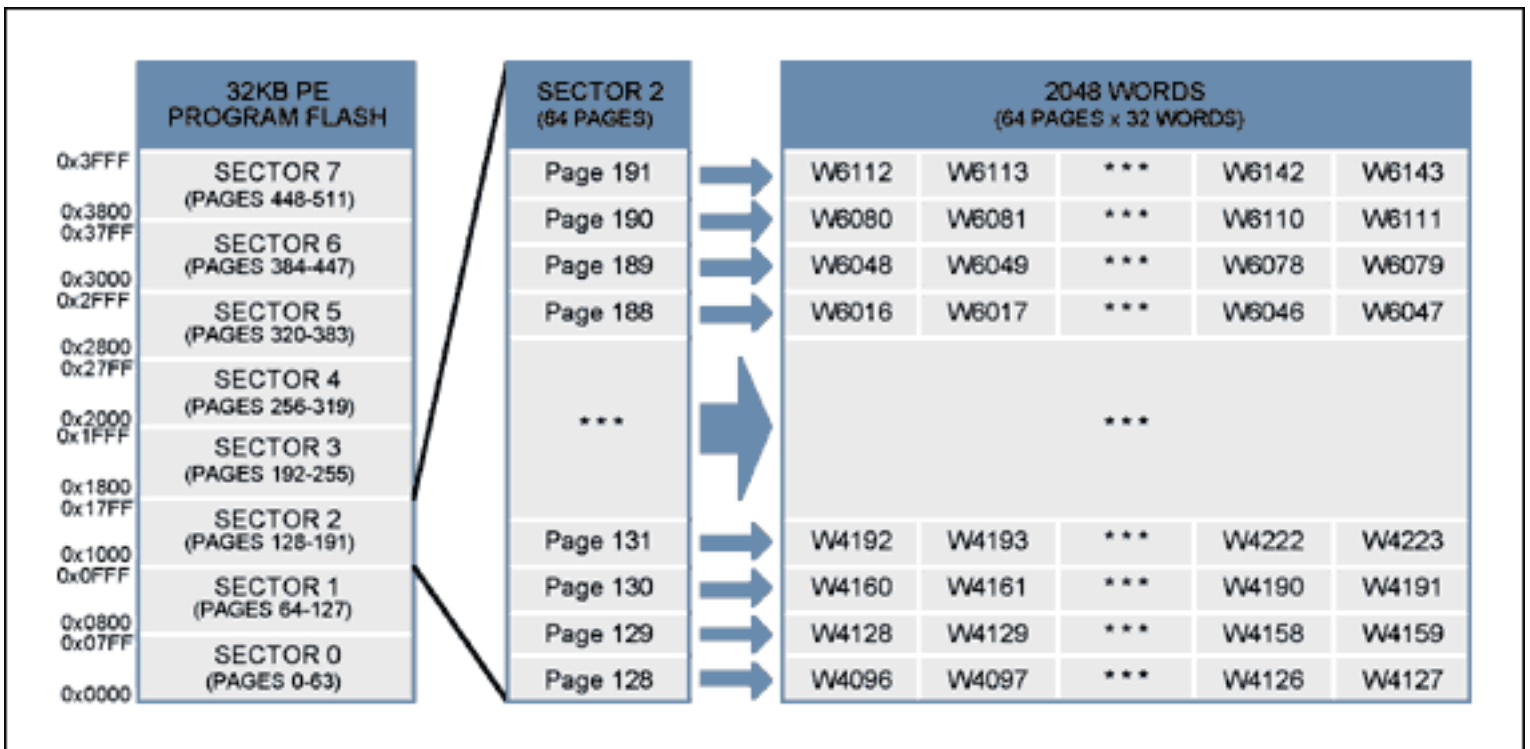 32KB PE
PROGRAM FLASH
0x3FFF
SECTOR 7
(PAGES 448-511)
0x3800
0x37FF
SECTOR 6
(PAGES 384-447)
0x3000
0x2FFF
SECTOR 5
(PAGES 320-383)
0x2800
0x27FF
SECTOR 4
(PAGES 256-319)
0x2000
0x1FFF
SECTOR 3
(PAGES 192-255)
0x1800
0x17FF
SECTOR 2
(PAGES 128-191)
0x1000
0x0FFF
SECTOR 1
(PAGES 64-127)
0x0800
0x07FF
SECTOR 0
(PAGES 0-63)
0x0000
SECTOR 2
(64 PAGES)
2048 WORDS
(64 PAGES x 32 WORDS)
Page 191 W6112 W6113 * * * W6142 W6143
Page 190 W6080 W6081 * * * W6110 W6111
Page 189 W6048 W6049 * * * W6078 W6079
Page 188 W6016 W6017 * * * W6046 W6047
* * * * * *
Page 131 W4192 W4193 * * * W4222 W4223
Page 130 W4160 W4161 * * * W4190 W4191
Page 129 W4128 W4129 * * * W4158 W4159
Page 128 W4096 W4097 * * * W4126 W4127